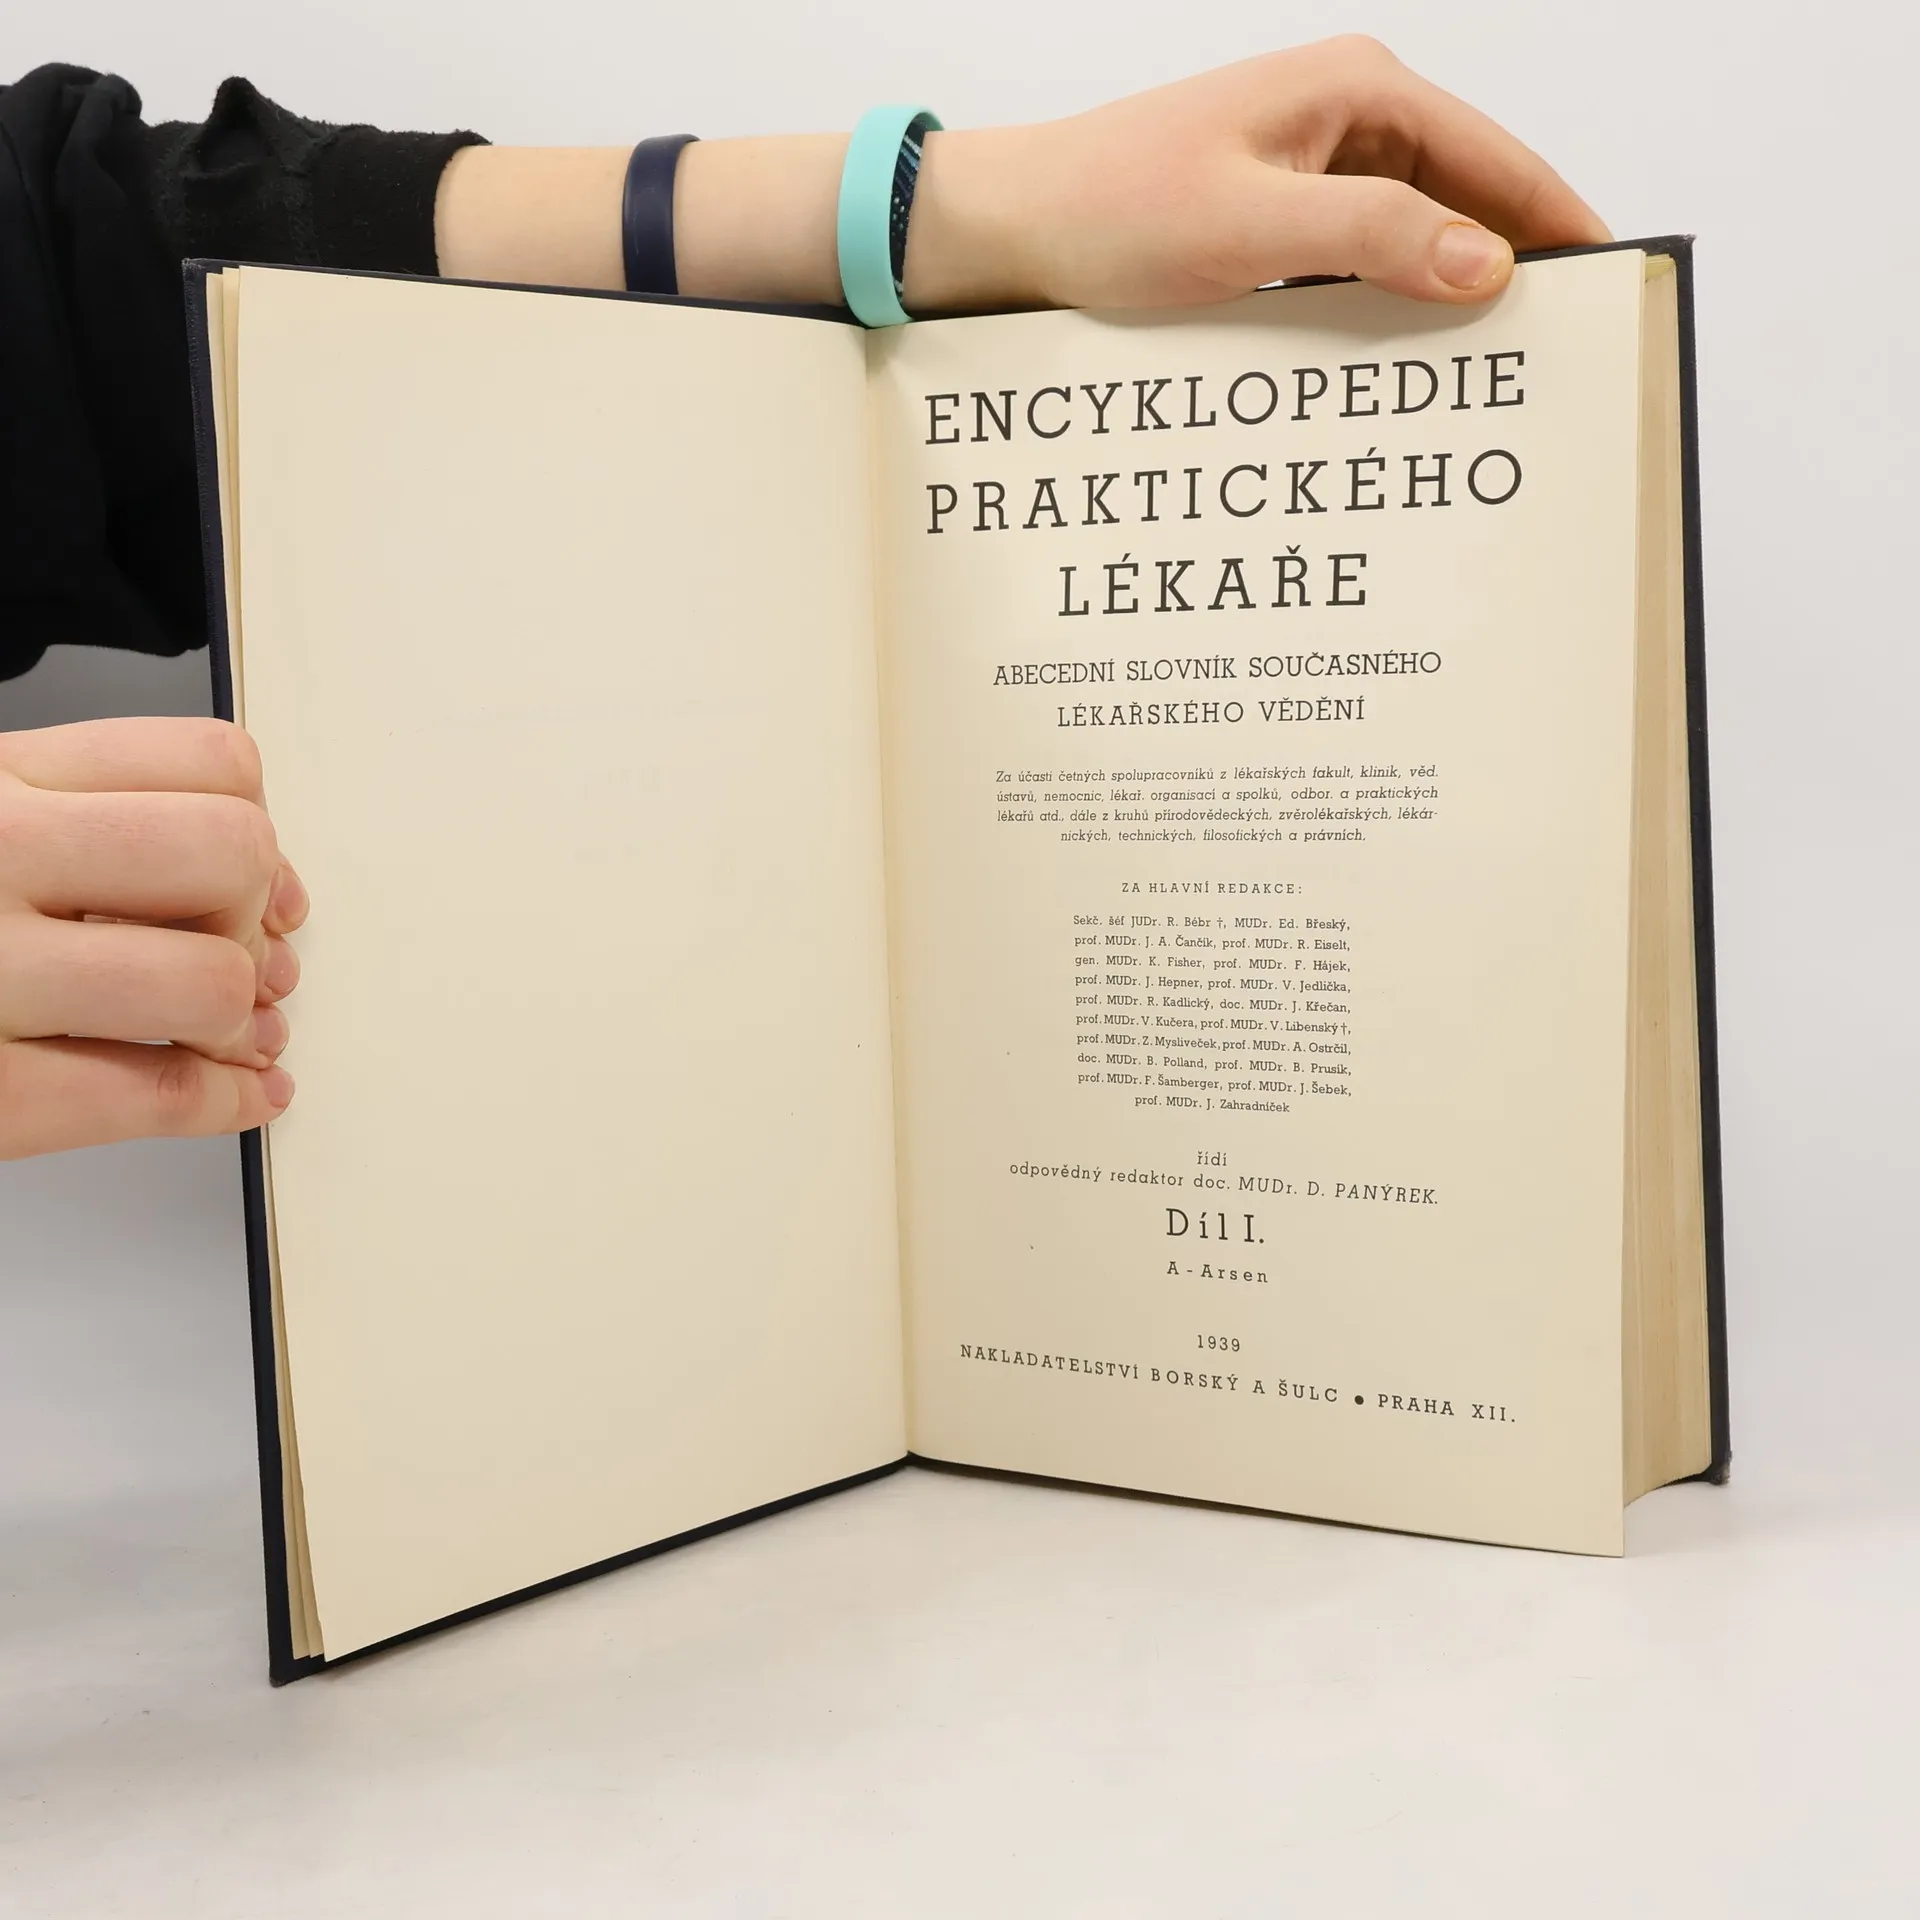 ENCYKLOPEDIE
PRAKTICKÉHO
LÉKAŘE
ABECEDNÍ SLOVNÍK SOUČASNÉHO
LÉKAŘSKÉHO VĚDĚNÍ
Za účasti četných spolupracovníků z lékařských fakult, klinik, věd.
ústavů, nemocnic, lékař. organisací a spolků, odbor. a praktických
lékařů atd., dále z kruhů přírodovědeckých, zvěrolékařských, lékár-
nických, technických, filosofických a právních.
ZA HLAVNÍ REDAKCE:
Sekč. šéf JUDr. R. Bébr †, MUDr. Ed. Břeský,
prof. MUDr. J. A. Čančík, prof. MUDr. R. Eiselt,
gen. MUDr. K. Fisher, prof. MUDr. F. Hájek,
prof. MUDr. J. Hepner, prof. MUDr. V. Jedlička,
prof. MUDr. R. Kadlický, doc. MUDr. J. Křečan,
prof. MUDr. V. Kučera, prof. MUDr. V. Libenský †,
prof. MUDr. Z. Mysliveček, prof. MUDr. A. Ostrčil,
doc. MUDr. B. Polland, prof. MUDr. B. Prusík,
prof. MUDr. F. Šamberger, prof. MUDr. J. Šebek,
prof. MUDr. J. Zahradníček
řídí
odpovědný redaktor doc. MUDr. D. PANÝREK.
Díl I.
A - Arsen
1939
NAKLADATELSTVÍ BORSKÝ A ŠULC • PRAHA XII.